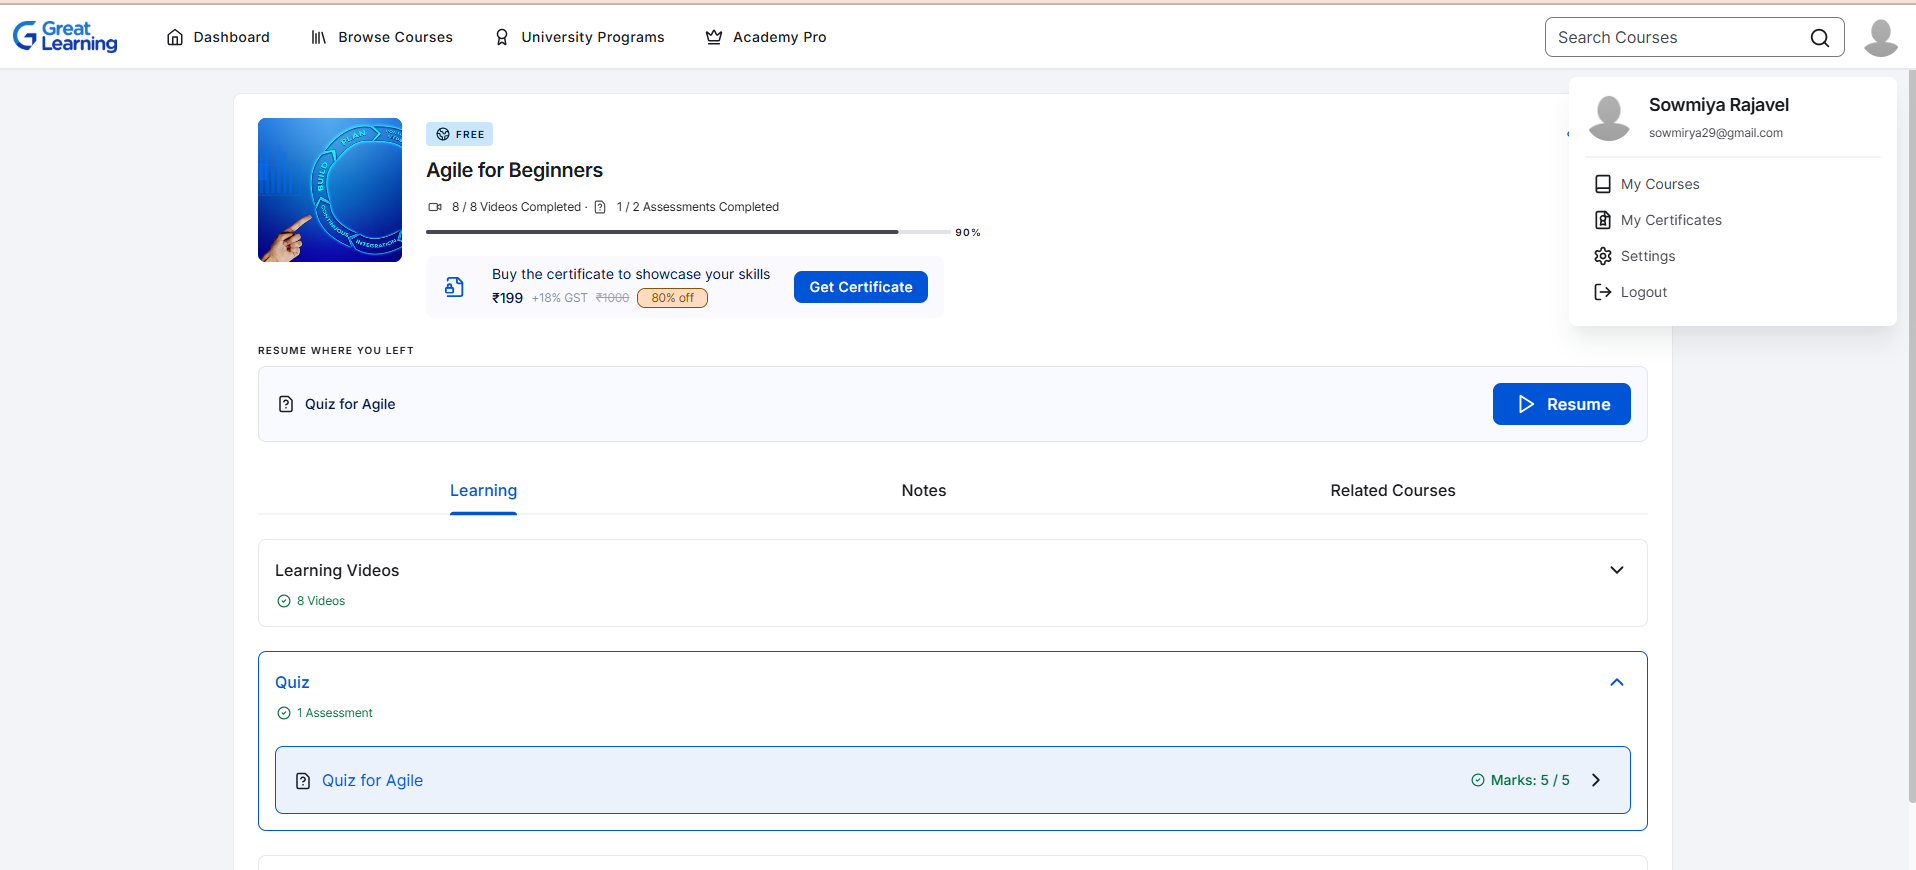 Great Learning
Dashboard
Browse Courses
University Programs
Academy Pro
Search Courses
Sowmiya Rajavel
sowmirya29@gmail.com
My Courses
My Certificates
Settings
Logout
PLAN
BUILD
CONTINUOUS
INTEGRATION
FREE
Agile for Beginners
8 / 8 Videos Completed · 1 / 2 Assessments Completed
90%
Buy the certificate to showcase your skills
₹199 +18% GST ₹1000 80% off
Get Certificate
RESUME WHERE YOU LEFT
Quiz for Agile
Resume
Learning
Notes
Related Courses
Learning Videos
8 Videos
Quiz
1 Assessment
Quiz for Agile
Marks: 5 / 5